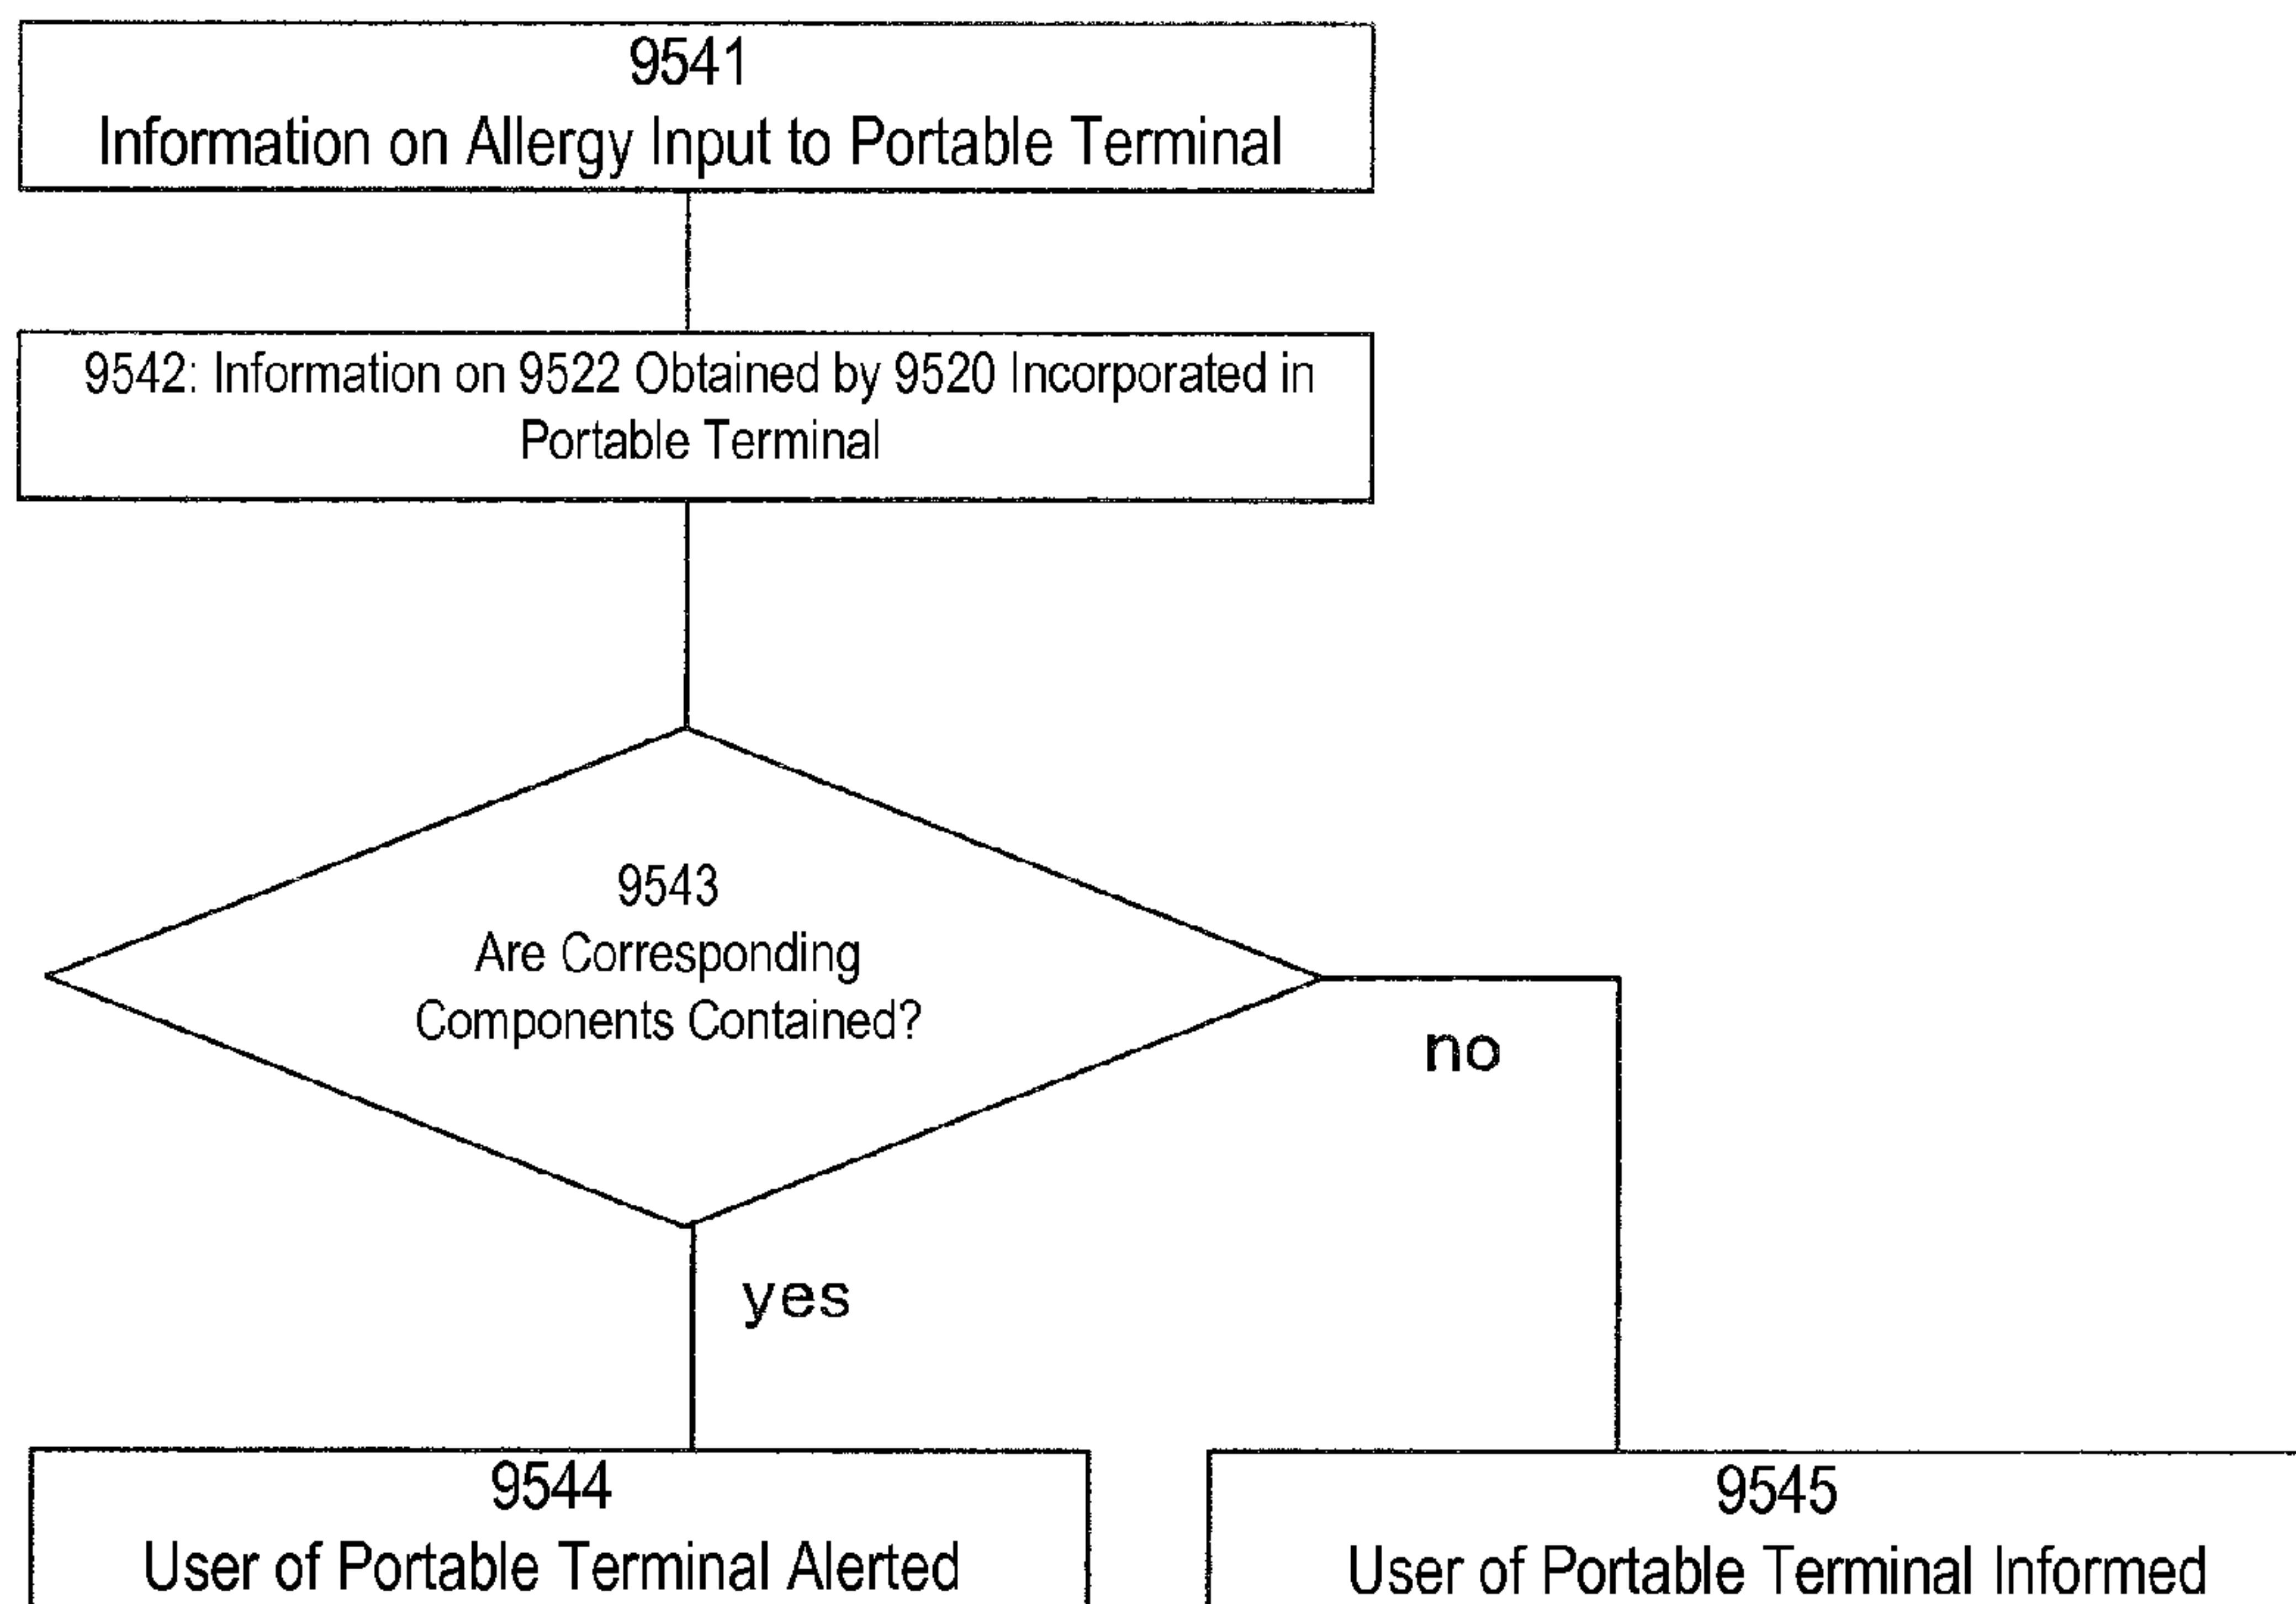 9541
Information on Allergy Input to Portable Terminal
9542: Information on 9522 Obtained by 9520 Incorporated in
Portable Terminal
9543
Are Corresponding
Components Contained?
no
yes
9544
User of Portable Terminal Alerted
9545
User of Portable Terminal Informed